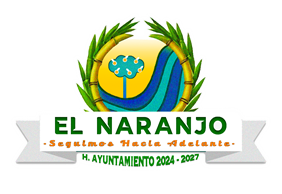 EL NARANJO
-Seguimos Hacia Adelante-
H. AYUNTAMIENTO 2024 - 2027